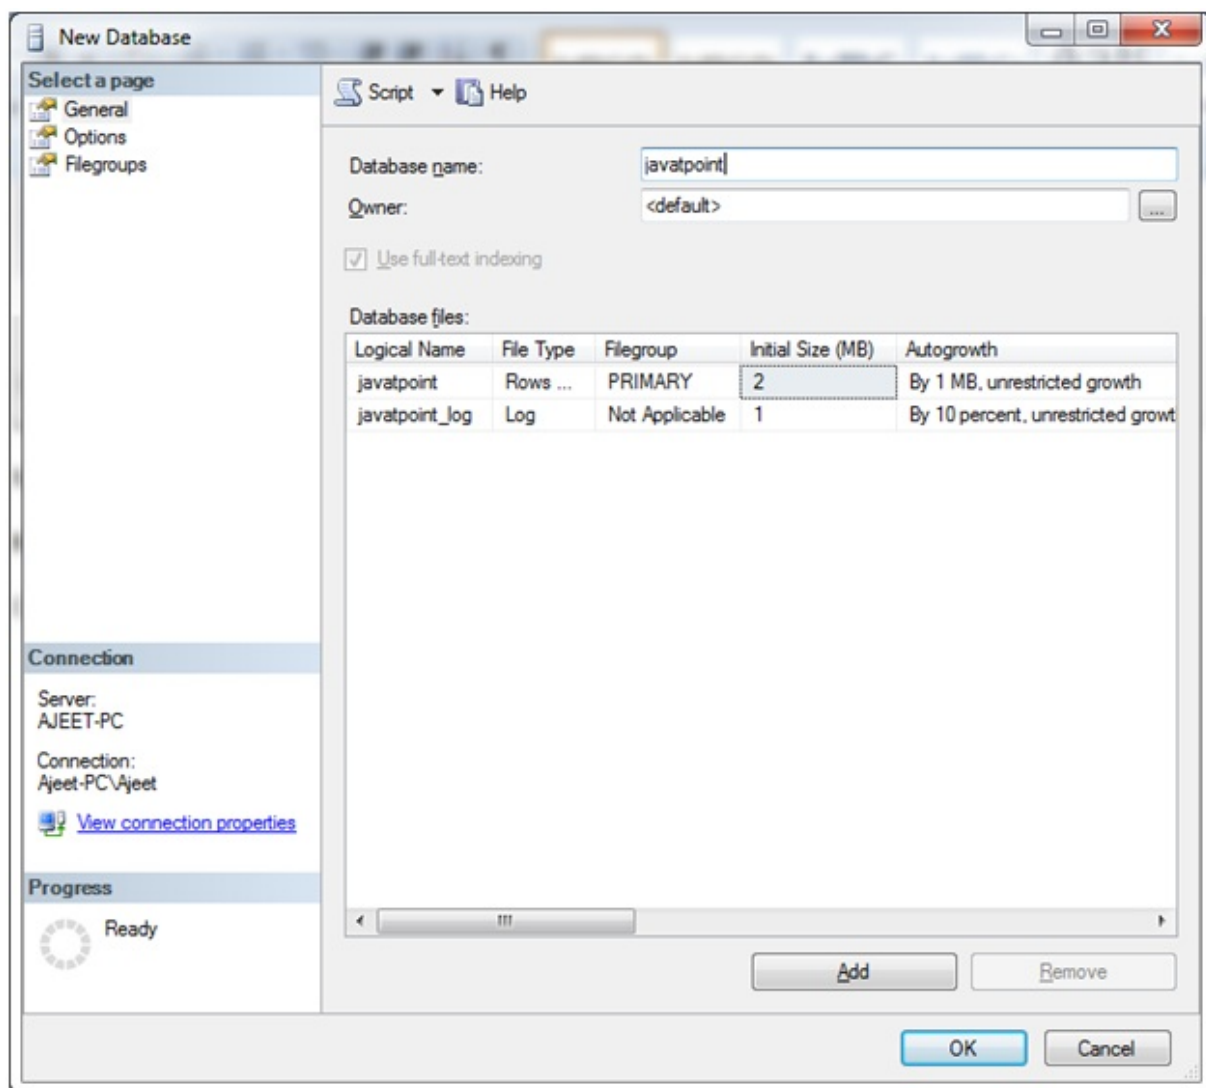 New Database
Select a page
General
Options
Filegroups
Script Help
Database name: javatpoint
Owner: <default> ...
Use full-text indexing
Database files:
Logical Name File Type Filegroup Initial Size (MB) Autogrowth
javatpoint Rows ... PRIMARY 2 By 1 MB, unrestricted growth
javatpoint_log Log Not Applicable 1 By 10 percent, unrestricted growt
Connection
Server:
AJEET-PC
Connection:
Ajeet-PC\Ajeet
View connection properties
Progress
Ready
Add Remove
OK Cancel